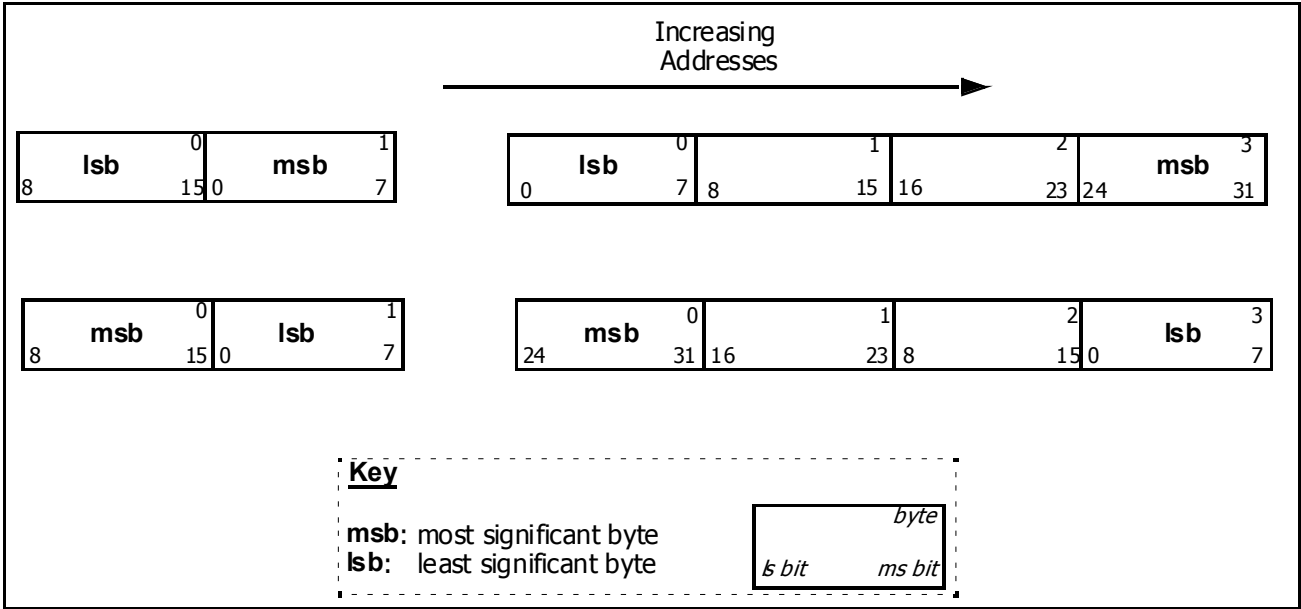 Increasing
Addresses
0 1 0 1 2 3
lsb msb lsb msb
8 15 0 7 0 7 8 15 16 23 24 31
0 1 0 1 2 3
msb lsb msb lsb
8 15 0 7 24 31 16 23 8 15 0 7
Key
msb: most significant byte
lsb: least significant byte
byte
ls bit ms bit